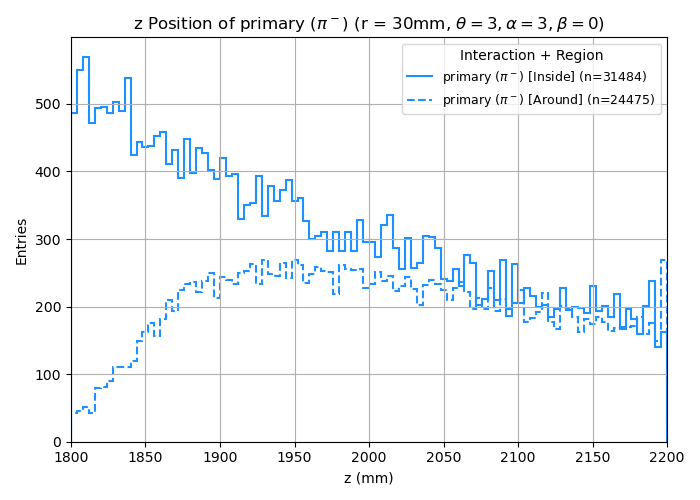 z Position of primary (π⁻) (r = 30mm, θ = 3, α = 3, β = 0)
Interaction + Region
primary (π⁻) [Inside] (n=31484)
primary (π⁻) [Around] (n=24475)
Entries
500
400
300
200
100
0
1800 1850 1900 1950 2000 2050 2100 2150 2200
z (mm)